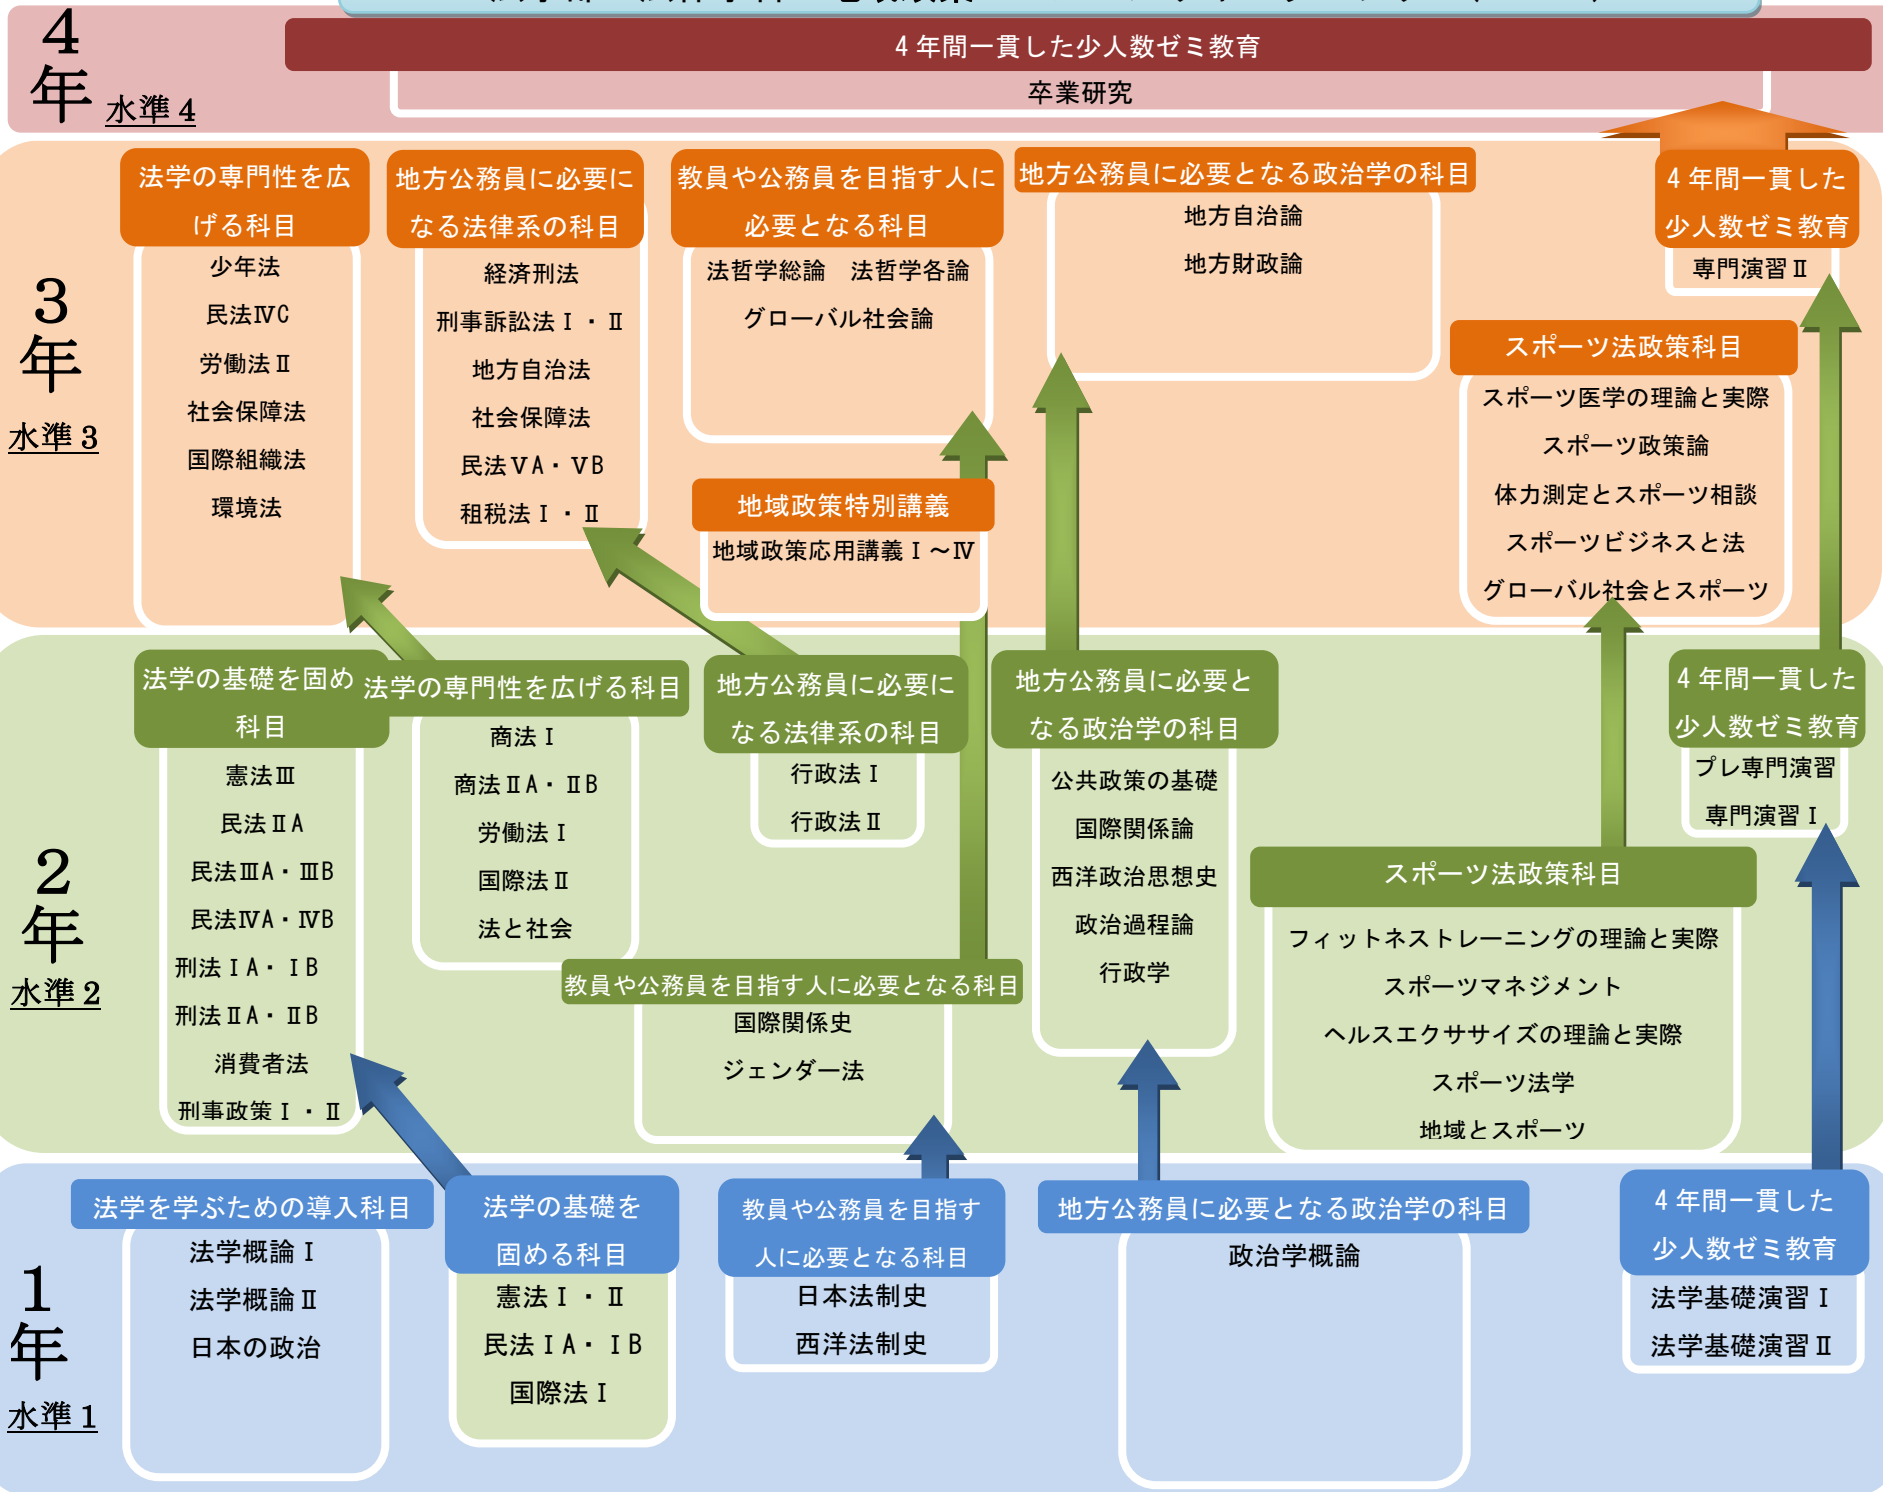 4年
水準4
4年間一貫した少人数ゼミ教育
卒業研究
3年
水準3
法学の専門性を広
げる科目
少年法
民法ⅣC
労働法Ⅱ
社会保障法
国際組織法
環境法
地方公務員に必要に
なる法律系の科目
経済刑法
刑事訴訟法Ⅰ・Ⅱ
地方自治法
社会保障法
民法ⅤA・ⅤB
租税法Ⅰ・Ⅱ
教員や公務員を目指す人に
必要となる科目
法哲学総論　法哲学各論
グローバル社会論
地域政策特別講義
地域政策応用講義Ⅰ～Ⅳ
地方公務員に必要となる政治学の科目
地方自治論
地方財政論
4年間一貫した
少人数ゼミ教育
専門演習Ⅱ
スポーツ法政策科目
スポーツ医学の理論と実際
スポーツ政策論
体力測定とスポーツ相談
スポーツビジネスと法
グローバル社会とスポーツ
2年
水準2
法学の基礎を固め
科目
憲法Ⅲ
民法ⅡA
民法ⅢA・ⅢB
民法ⅣA・ⅣB
刑法ⅠA・ⅠB
刑法ⅡA・ⅡB
消費者法
刑事政策Ⅰ・Ⅱ
法学の専門性を広げる科目
商法Ⅰ
商法ⅡA・ⅡB
労働法Ⅰ
国際法Ⅱ
法と社会
地方公務員に必要に
なる法律系の科目
行政法Ⅰ
行政法Ⅱ
教員や公務員を目指す人に必要となる科目
国際関係史
ジェンダー法
地方公務員に必要と
なる政治学の科目
公共政策の基礎
国際関係論
西洋政治思想史
政治過程論
行政学
スポーツ法政策科目
フィットネストレーニングの理論と実際
スポーツマネジメント
ヘルスエクササイズの理論と実際
スポーツ法学
地域とスポーツ
4年間一貫した
少人数ゼミ教育
プレ専門演習
専門演習Ⅰ
1年
水準1
法学を学ぶための導入科目
法学概論Ⅰ
法学概論Ⅱ
日本の政治
法学の基礎を
固める科目
憲法Ⅰ・Ⅱ
民法ⅠA・ⅠB
国際法Ⅰ
教員や公務員を目指す
人に必要となる科目
日本法制史
西洋法制史
地方公務員に必要となる政治学の科目
政治学概論
4年間一貫した
少人数ゼミ教育
法学基礎演習Ⅰ
法学基礎演習Ⅱ